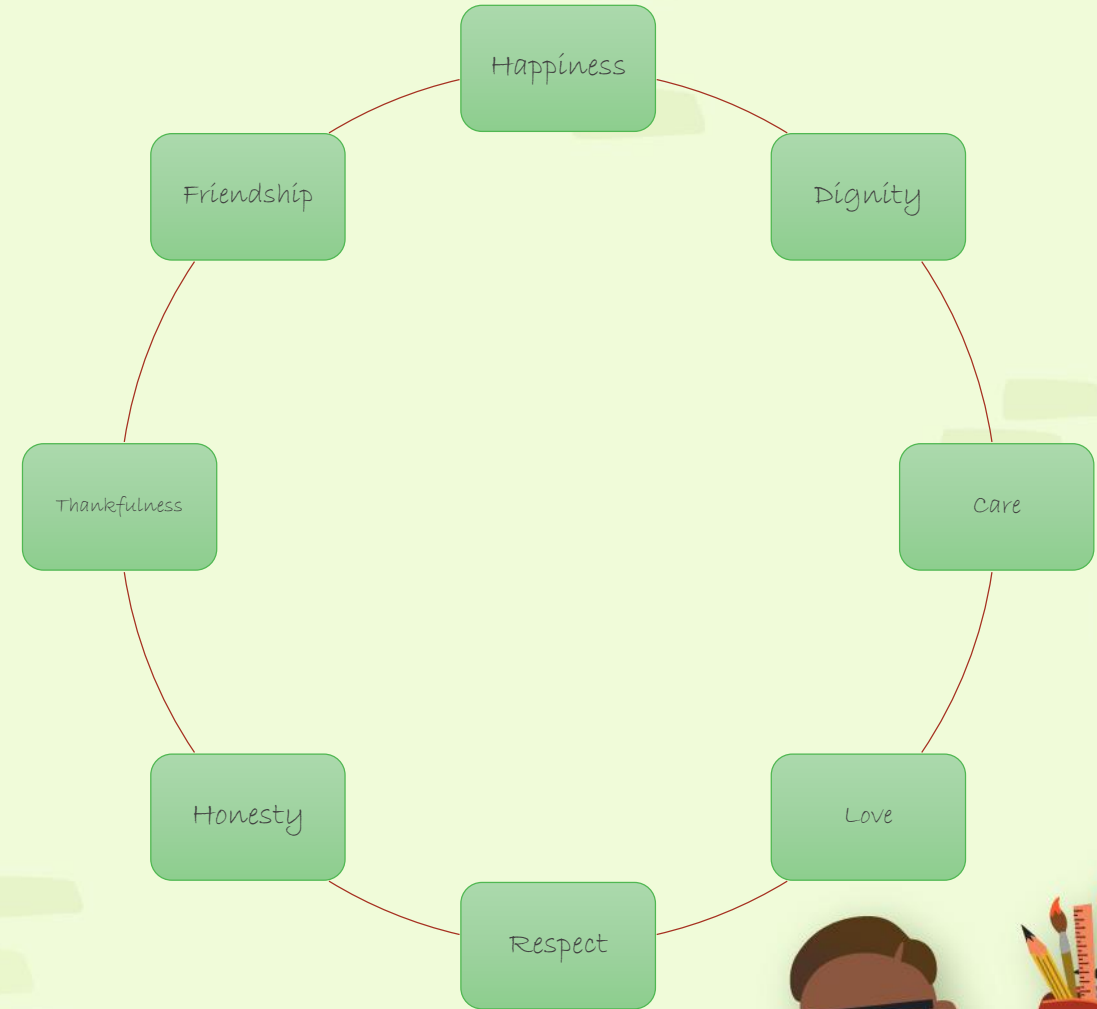 Happiness
Dignity
Care
Love
Respect
Honesty
Thankfulness
Friendship